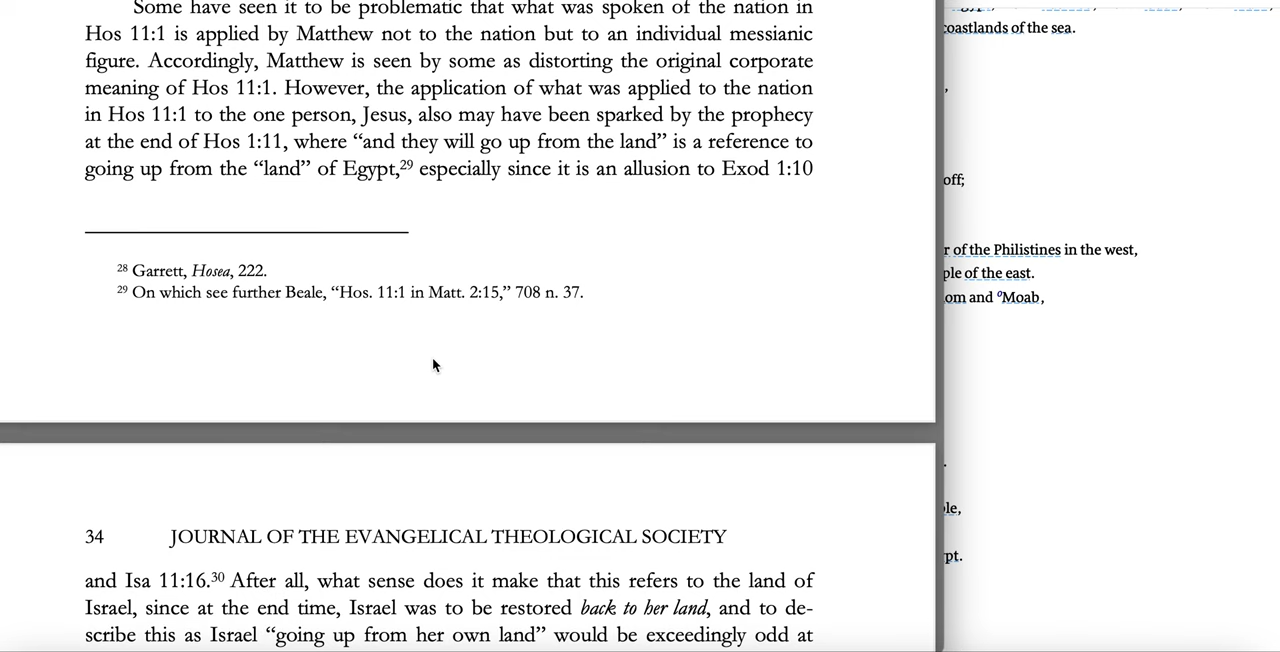 Some have seen it to be problematic that what was spoken of the nation in
Hos 11:1 is applied by Matthew not to the nation but to an individual messianic
figure. Accordingly, Matthew is seen by some as distorting the original corporate
meaning of Hos 11:1. However, the application of what was applied to the nation
in Hos 11:1 to the one person, Jesus, also may have been sparked by the prophecy
at the end of Hos 1:11, where “and they will go up from the land” is a reference to
going up from the “land” of Egypt,²⁹ especially since it is an allusion to Exod 1:10
²⁸ Garrett, Hosea, 222.
²⁹ On which see further Beale, “Hos. 11:1 in Matt. 2:15,” 708 n. 37.
34 JOURNAL OF THE EVANGELICAL THEOLOGICAL SOCIETY
and Isa 11:16.³⁰ After all, what sense does it make that this refers to the land of
Israel, since at the end time, Israel was to be restored back to her land, and to de-
scribe this as Israel “going up from her own land” would be exceedingly odd at
coastlands of the sea.
,
off;
r of the Philistines in the west,
ple of the east.
om and ᵒMoab,
.
le,
pt.